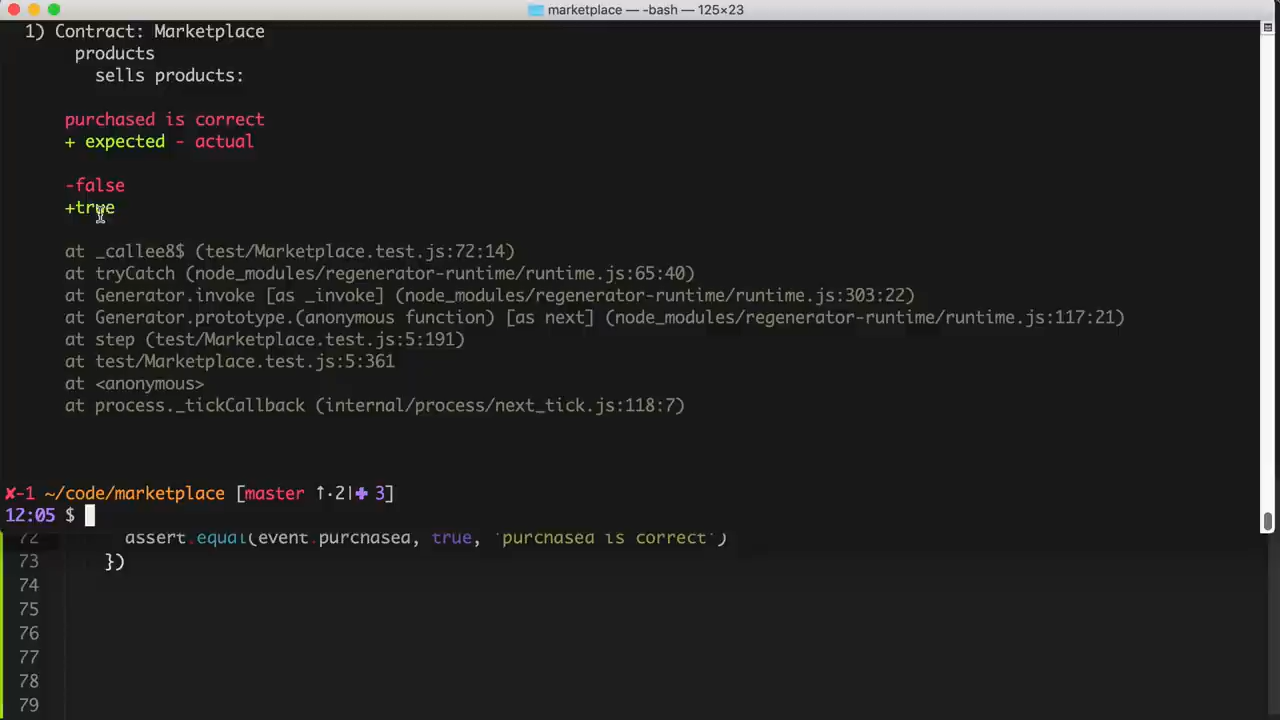 marketplace — -bash — 125×23
1) Contract: Marketplace
products
sells products:
purchased is correct
+ expected - actual
-false
+true
at _callee8$ (test/Marketplace.test.js:72:14)
at tryCatch (node_modules/regenerator-runtime/runtime.js:65:40)
at Generator.invoke [as _invoke] (node_modules/regenerator-runtime/runtime.js:303:22)
at Generator.prototype.(anonymous function) [as next] (node_modules/regenerator-runtime/runtime.js:117:21)
at step (test/Marketplace.test.js:5:191)
at test/Marketplace.test.js:5:361
at <anonymous>
at process._tickCallback (internal/process/next_tick.js:118:7)
✘-1 ~/code/marketplace [master ↑·2|✚ 3]
12:05 $
72 assert.equal(event.purchased, true, 'purchased is correct')
73 })
74
75
76
77
78
79